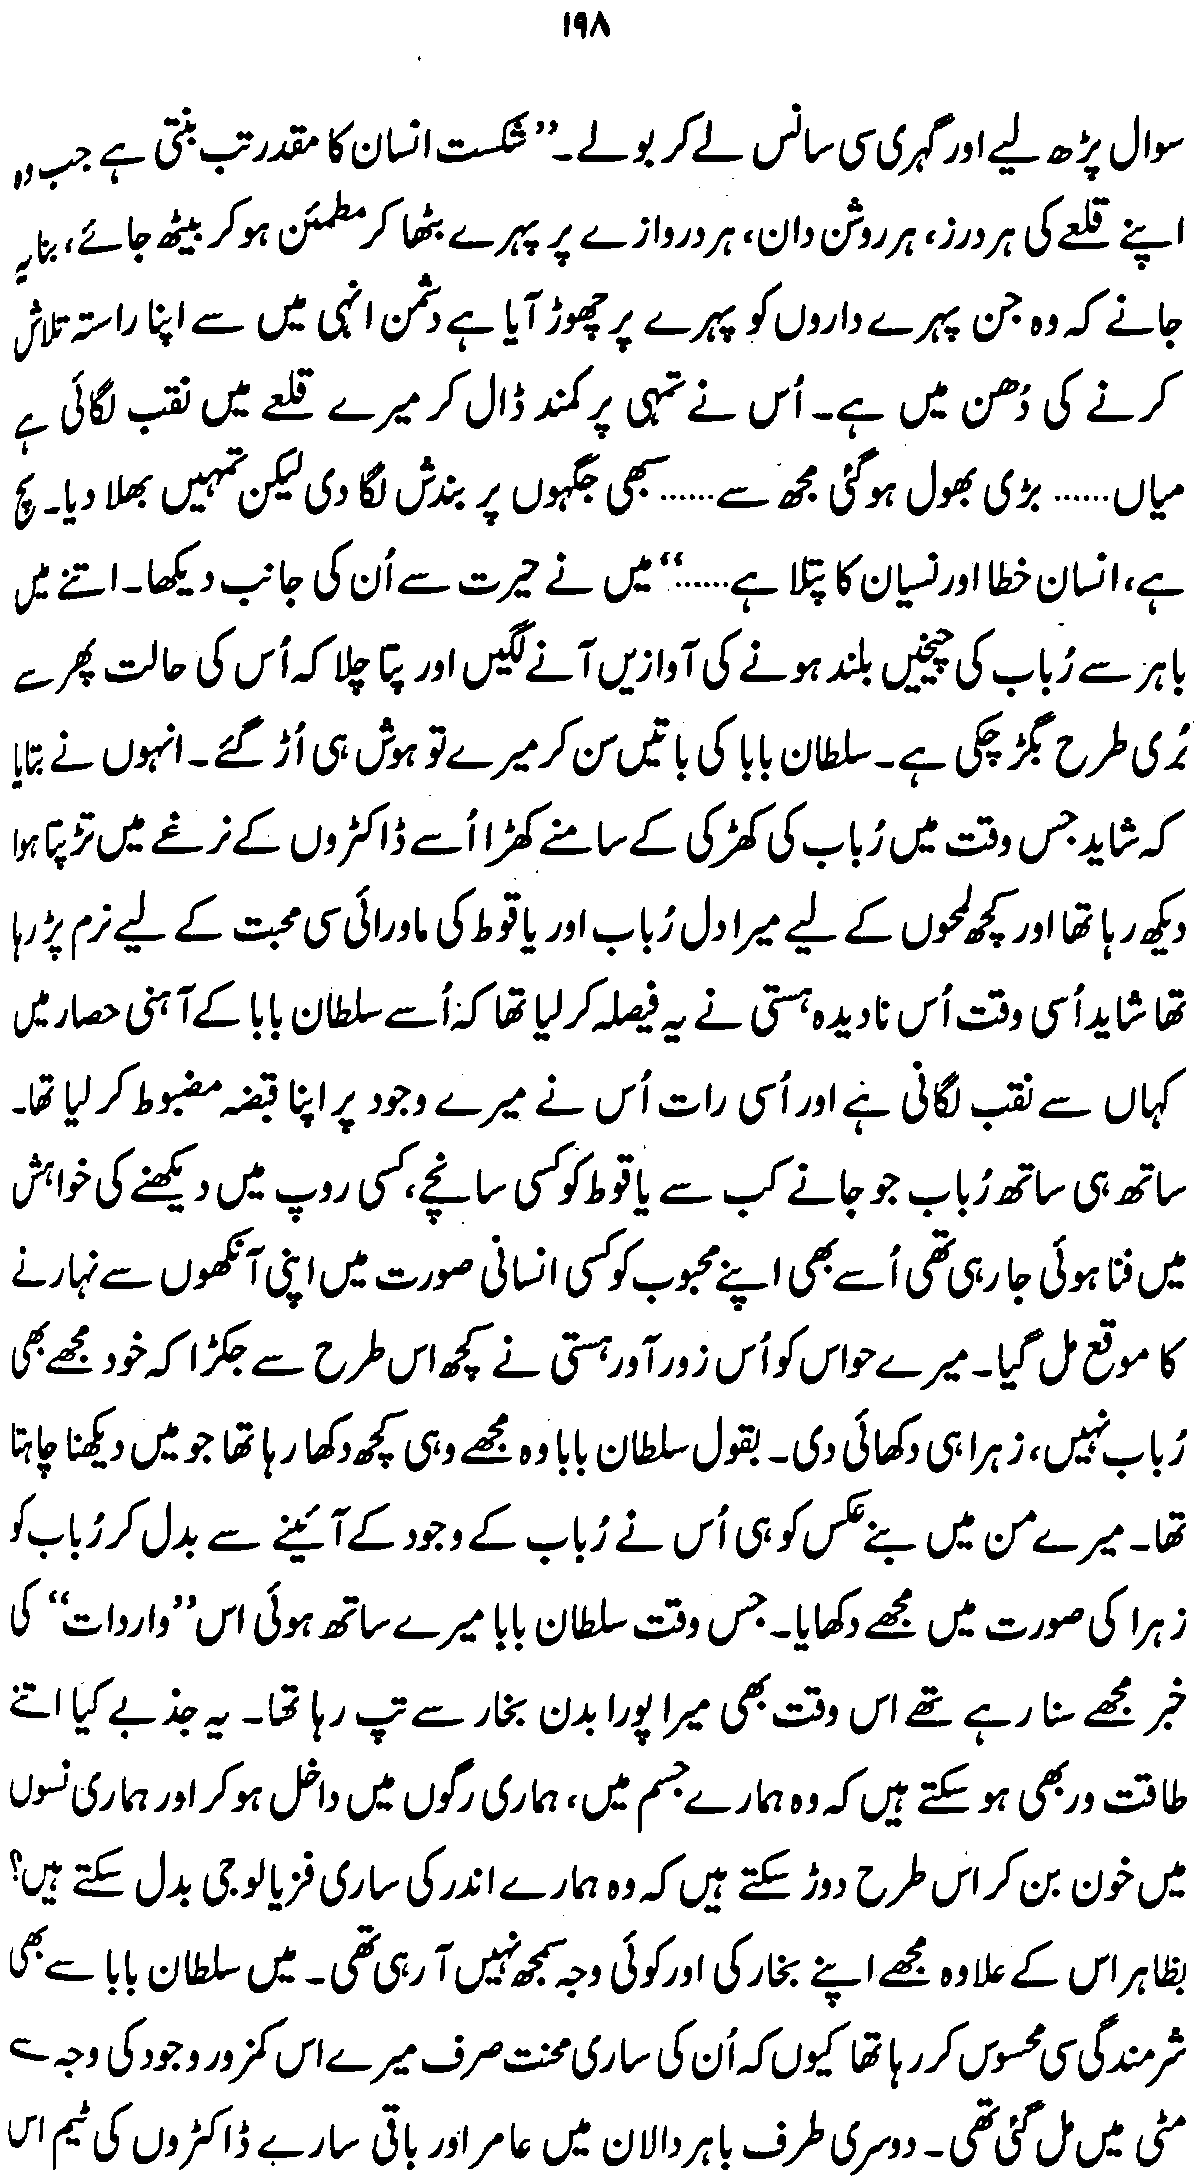 ۱۹۸
سوال پڑھ لیے اور گہری سی سانس لے کر بولے۔ ”شکست انسان کا مقدر تب بنتی ہے جب وہ
اپنے قلعے کی ہر درز، ہر روشن دان، ہر دروازے پر پہرے بٹھا کر مطمئن ہو کر بیٹھ جائے، بنا یہ
جانے کہ وہ جن پہرے داروں کو پہرے پر چھوڑ آیا ہے دشمن انہی میں سے اپنا راستہ تلاش
کرنے کی دُھن میں ہے۔ اُس نے تمہی پر کمند ڈال کر میرے قلعے میں نقب لگائی ہے
میاں...... بڑی بھول ہو گئی مجھ سے...... سبھی جگہوں پر بندش لگا دی لیکن تمہیں بھلا دیا۔ سچ
ہے، انسان خطا اور نسیان کا پتلا ہے......“ میں نے حیرت سے اُن کی جانب دیکھا۔ اتنے میں
باہر سے رُباب کی چیخیں بلند ہونے کی آوازیں آنے لگیں اور پتا چلا کہ اُس کی حالت پھر سے
بُری طرح بگڑ چکی ہے۔ سلطان بابا کی باتیں سن کر میرے تو ہوش ہی اُڑ گئے۔ انہوں نے بتایا
کہ شاید جس وقت میں رُباب کی کھڑکی کے سامنے کھڑا اُسے ڈاکٹروں کے نرغے میں تڑپتا ہوا
دیکھ رہا تھا اور کچھ لمحوں کے لیے میرا دل رُباب اور یاقوط کی ماورائی سی محبت کے لیے نرم پڑ رہا
تھا شاید اُسی وقت اُس نادیدہ ہستی نے یہ فیصلہ کر لیا تھا کہ اُسے سلطان بابا کے آہنی حصار میں
کہاں سے نقب لگانی ہے اور اُسی رات اُس نے میرے وجود پر اپنا قبضہ مضبوط کر لیا تھا۔
ساتھ ہی ساتھ رُباب جو جانے کب سے یاقوط کو کسی سانچے، کسی روپ میں دیکھنے کی خواہش
میں فنا ہوئی جا رہی تھی اُسے بھی اپنے محبوب کو کسی انسانی صورت میں اپنی آنکھوں سے نہارنے
کا موقع مل گیا۔ میرے حواس کو اُس زور آور ہستی نے کچھ اس طرح سے جکڑا کہ خود مجھے بھی
رُباب نہیں، زہرا ہی دکھائی دی۔ بقول سلطان بابا وہ مجھے وہی کچھ دکھا رہا تھا جو میں دیکھنا چاہتا
تھا۔ میرے من میں بنے عکس کو ہی اُس نے رُباب کے وجود کے آئینے سے بدل کر رُباب کو
زہرا کی صورت میں مجھے دکھایا۔ جس وقت سلطان بابا میرے ساتھ ہوئی اس ”واردات“ کی
خبر مجھے سنا رہے تھے اس وقت بھی میرا پورا بدن بخار سے تپ رہا تھا۔ یہ جذبے کیا اتنے
طاقت ور بھی ہو سکتے ہیں کہ وہ ہمارے جسم میں، ہماری رگوں میں داخل ہو کر اور ہماری نسوں
میں خون بن کر اس طرح دوڑ سکتے ہیں کہ وہ ہمارے اندر کی ساری فزیالوجی بدل سکتے ہیں؟
بظاہر اس کے علاوہ مجھے اپنے بخار کی اور کوئی وجہ سمجھ نہیں آ رہی تھی۔ میں سلطان بابا سے بھی
شرمندگی سی محسوس کر رہا تھا کیوں کہ اُن کی ساری محنت صرف میرے اس کمزور وجود کی وجہ سے
مٹی میں مل گئی تھی۔ دوسری طرف باہر دالان میں عامر اور باقی سارے ڈاکٹروں کی ٹیم اس